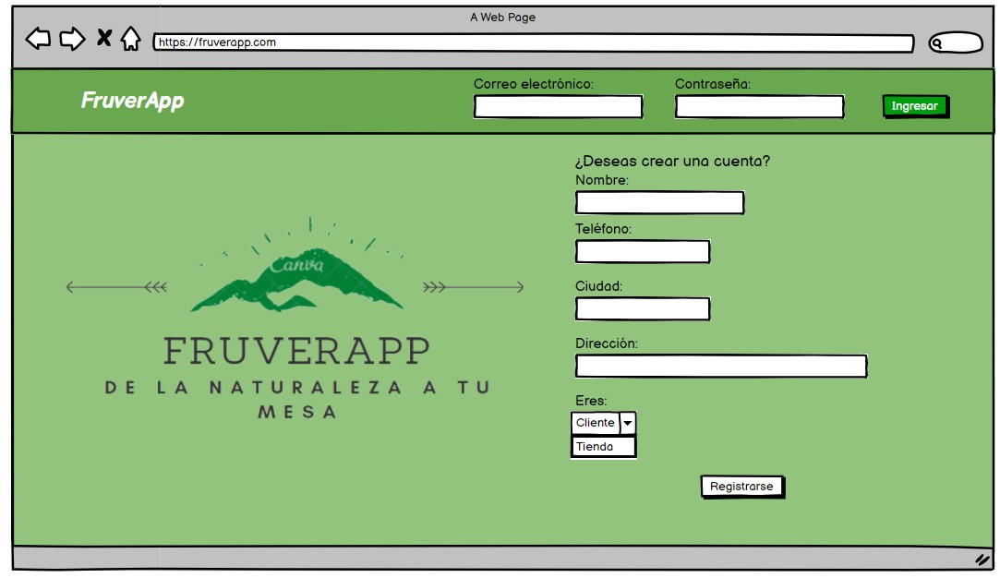 A Web Page
https://fruverapp.com
FruverApp
Correo electrónico:
Contraseña:
Ingresar
¿Deseas crear una cuenta?
Nombre:
Teléfono:
Ciudad:
Dirección:
Eres:
Cliente
Tienda
Registrarse
Canva
FRUVERAPP
DE LA NATURALEZA A TU
MESA